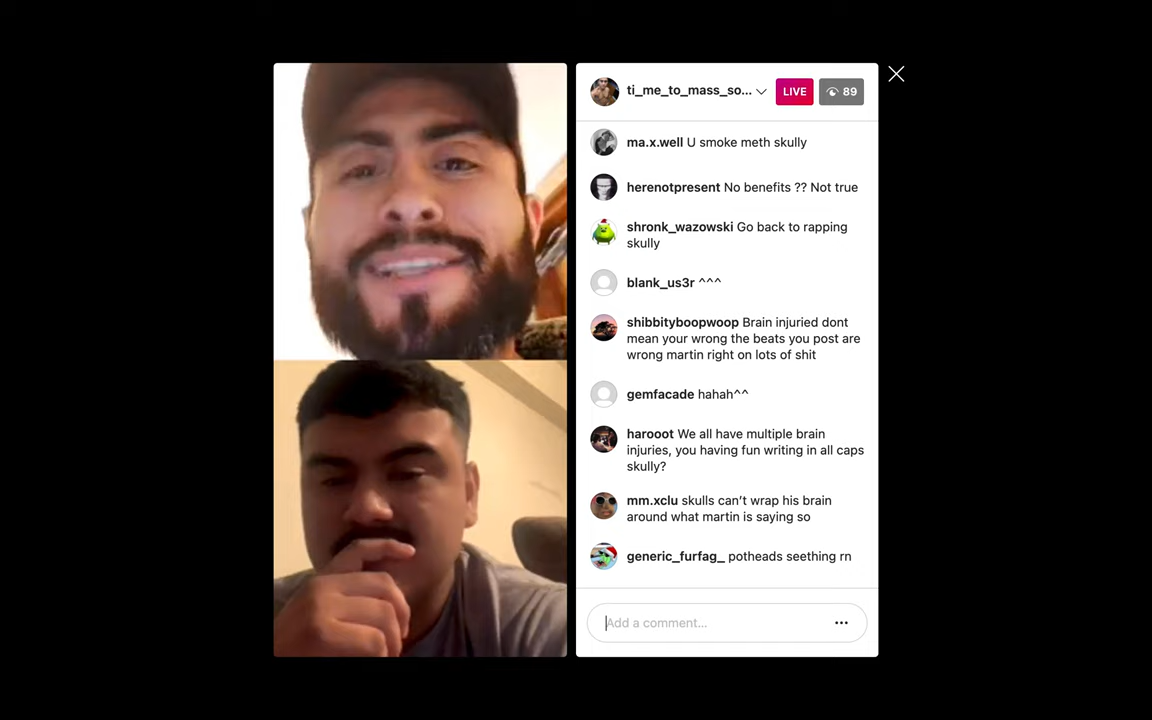 ti_me_to_mass_so...
LIVE
89
ma.x.well U smoke meth skully
herenotpresent No benefits ?? Not true
shronk_wazowski Go back to rapping
skully
blank_us3r ^^^
shibbityboopwoop Brain injured dont
mean your wrong the beats you post are
wrong martin right on lots of shit
gemfacade hahah^^
harooot We all have multiple brain
injuries, you having fun writing in all caps
skully?
mm.xclu skulls can’t wrap his brain
around what martin is saying so
generic_furfag_ potheads seething rn
Add a comment...